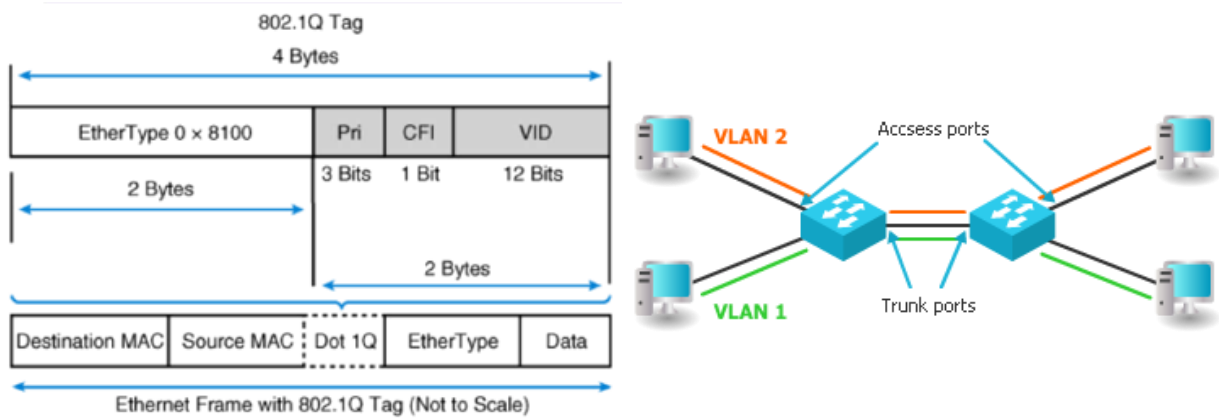 802.1Q Tag
4 Bytes
EtherType 0 × 8100
Pri
CFI
VID
3 Bits
1 Bit
12 Bits
2 Bytes
2 Bytes
Destination MAC
Source MAC
Dot 1Q
EtherType
Data
Ethernet Frame with 802.1Q Tag (Not to Scale)
VLAN 2
Accsess ports
VLAN 1
Trunk ports